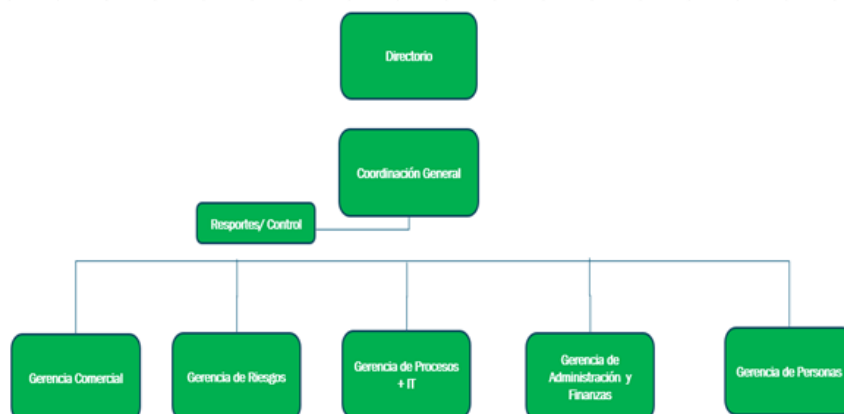 Directorio
Coordinación General
Resportes/ Control
Gerencia Comercial
Gerencia de Riesgos
Gerencia de Procesos
+ IT
Gerencia de
Administración y
Finanzas
Gerencia de Personas